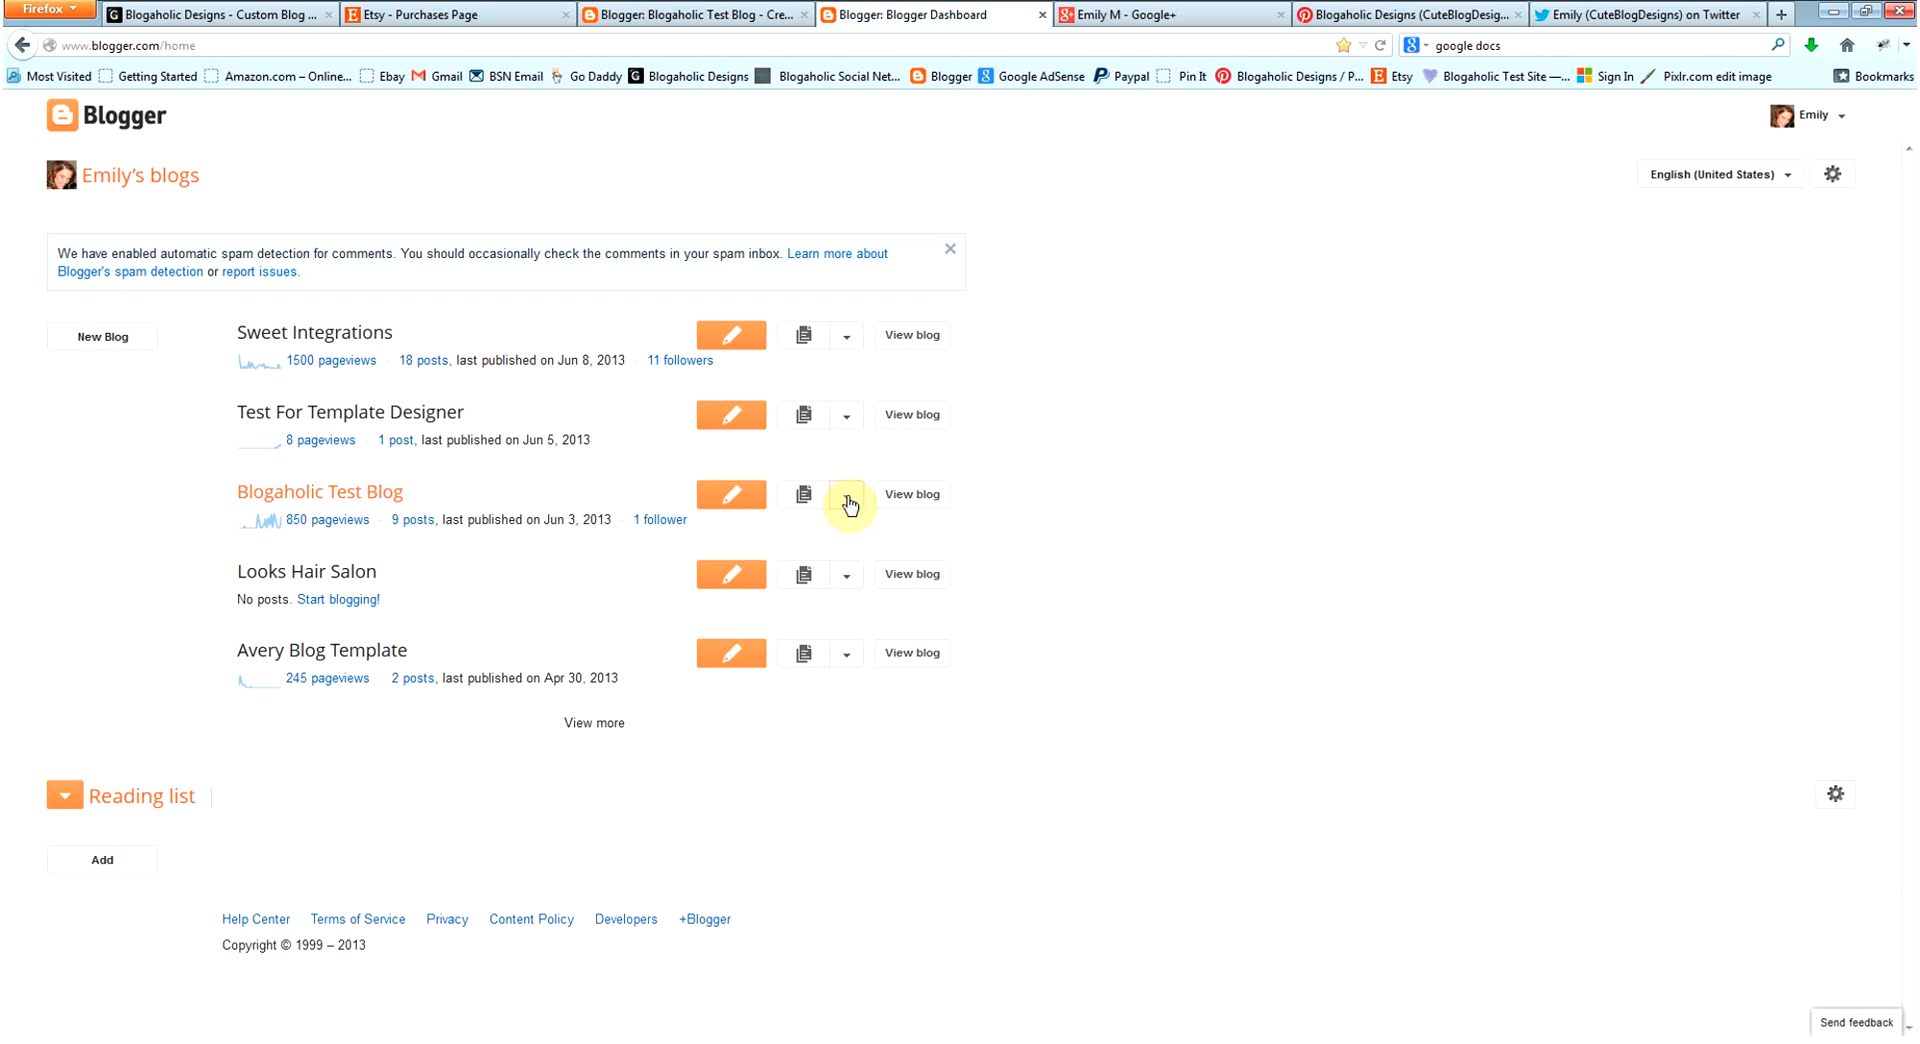 Firefox
Blogaholic Designs - Custom Blog ...
Etsy - Purchases Page
Blogger: Blogaholic Test Blog - Cre...
Blogger: Blogger Dashboard
Emily M - Google+
Blogaholic Designs (CuteBlogDesig...
Emily (CuteBlogDesigns) on Twitter
www.blogger.com/home
google docs
Most Visited Getting Started Amazon.com – Online... Ebay Gmail BSN Email Go Daddy Blogaholic Designs Blogaholic Social Net... Blogger Google AdSense Paypal Pin It Blogaholic Designs / P... Etsy Blogaholic Test Site —... Sign In Pixlr.com edit image Bookmarks
Blogger
Emily
Emily's blogs
English (United States)
We have enabled automatic spam detection for comments. You should occasionally check the comments in your spam inbox. Learn more about
Blogger's spam detection or report issues.
New Blog
Sweet Integrations
View blog
1500 pageviews 18 posts, last published on Jun 8, 2013 11 followers
Test For Template Designer
View blog
8 pageviews 1 post, last published on Jun 5, 2013
Blogaholic Test Blog
View blog
850 pageviews 9 posts, last published on Jun 3, 2013 1 follower
Looks Hair Salon
View blog
No posts. Start blogging!
Avery Blog Template
View blog
245 pageviews 2 posts, last published on Apr 30, 2013
View more
Reading list
Add
Help Center Terms of Service Privacy Content Policy Developers +Blogger
Copyright © 1999 – 2013
Send feedback